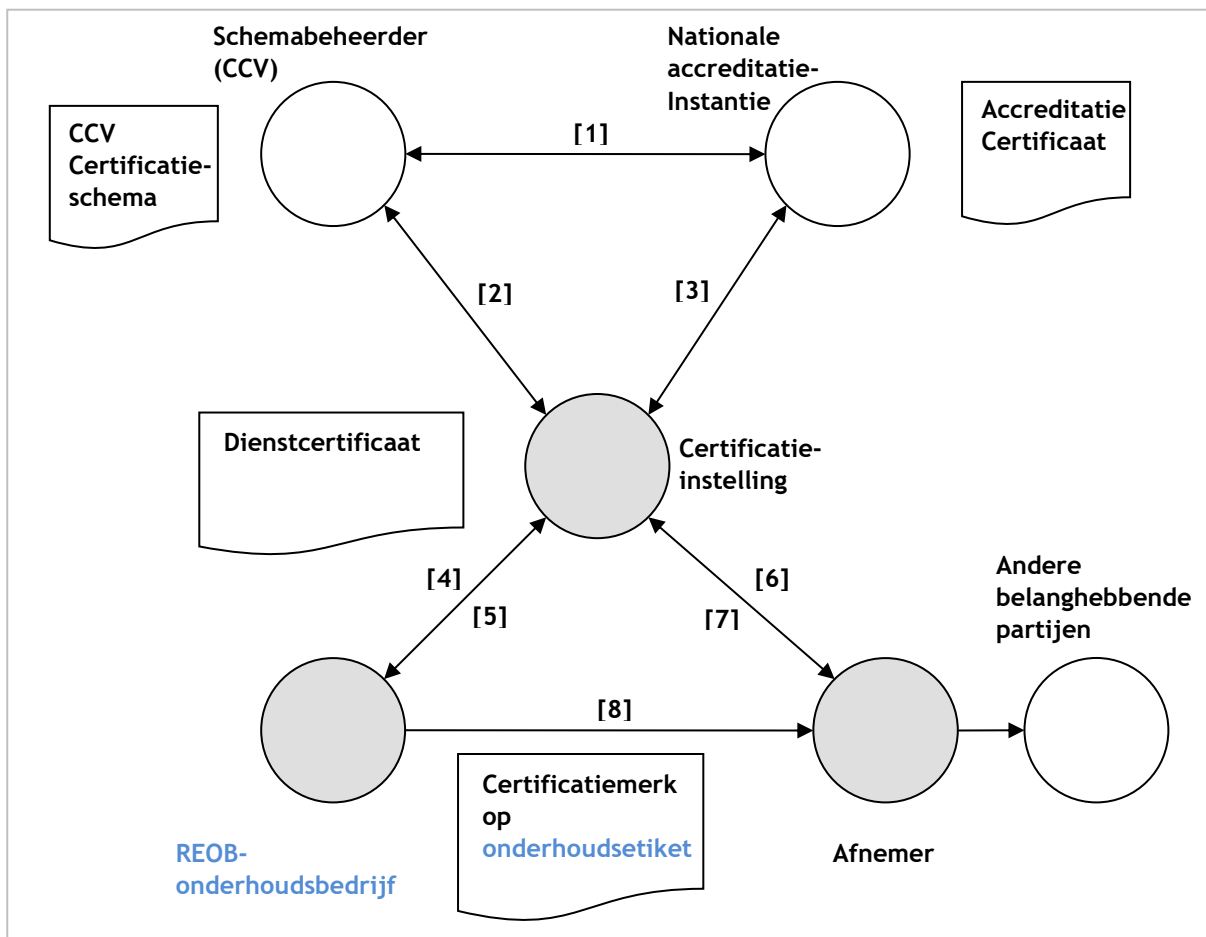 Schemabeheerder
(CCV)
Nationale
accreditatie-
Instantie
CCV
Certificatie-
schema
[1]
Accreditatie
Certificaat
[2]
[3]
Dienstcertificaat
Certificatie-
instelling
[4]
[5]
[6]
[7]
Andere
belanghebbende
partijen
[8]
Certificatiemerk
op
onderhoudsetiket
REOB-
onderhoudsbedrijf
Afnemer